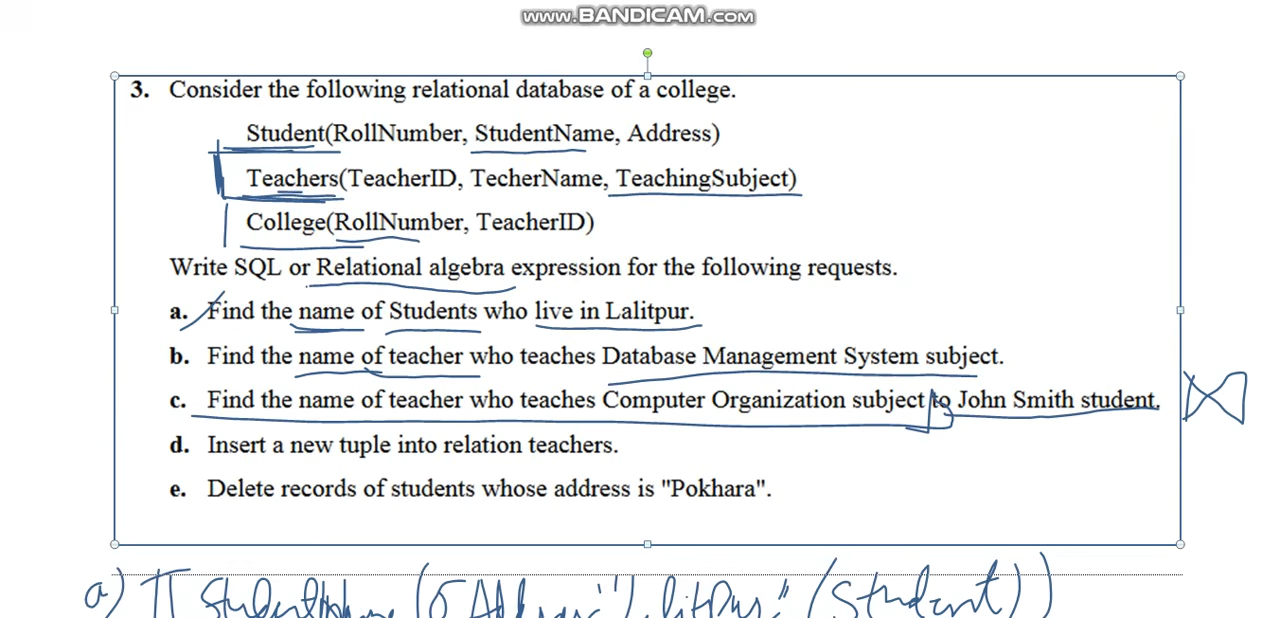 www.BANDICAM.com
3. Consider the following relational database of a college.
Student(RollNumber, StudentName, Address)
Teachers(TeacherID, TecherName, TeachingSubject)
College(RollNumber, TeacherID)
Write SQL or Relational algebra expression for the following requests.
a. Find the name of Students who live in Lalitpur.
b. Find the name of teacher who teaches Database Management System subject.
c. Find the name of teacher who teaches Computer Organization subject to John Smith student.
d. Insert a new tuple into relation teachers.
e. Delete records of students whose address is "Pokhara".
a) π StudentName (σ Address="Lalitpur" (Student))